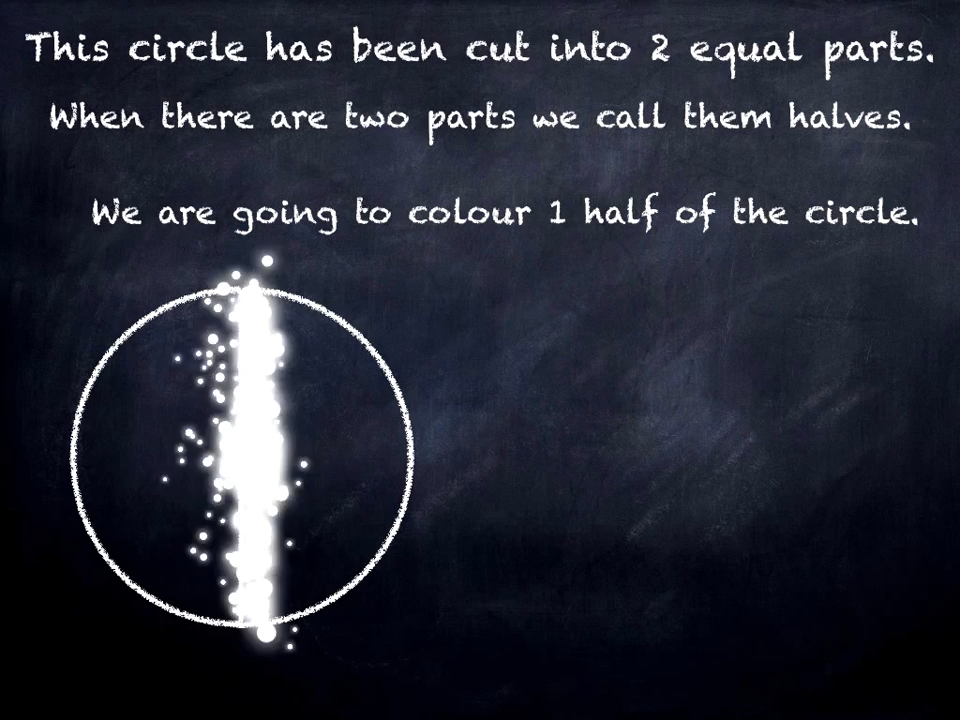 This circle has been cut into 2 equal parts.
When there are two parts we call them halves.
We are going to colour 1 half of the circle.